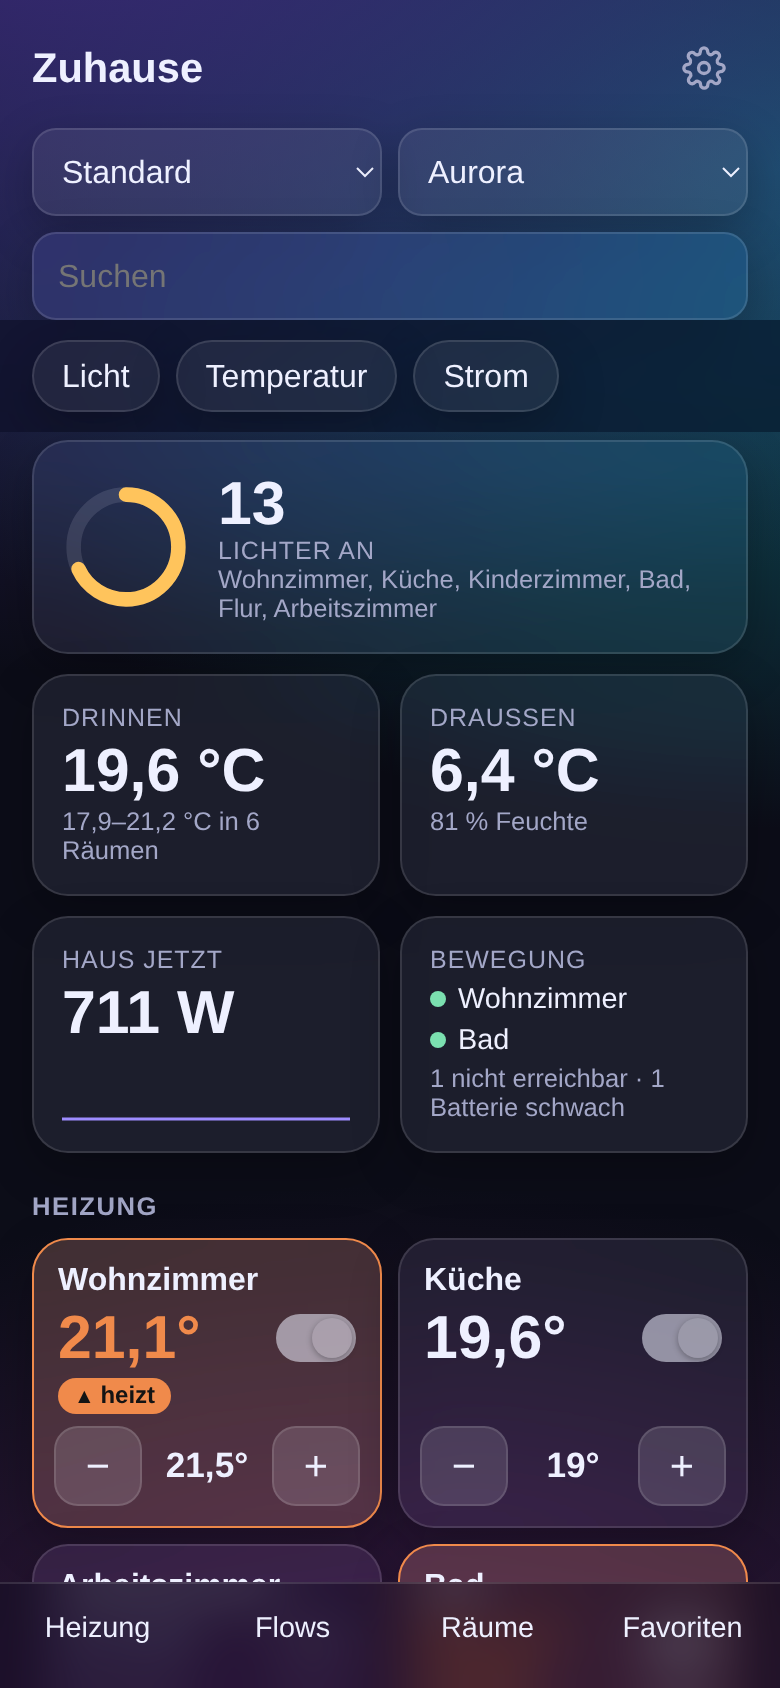 Zuhause
Standard
Aurora
Suchen
Licht
Temperatur
Strom
13
LICHTER AN
Wohnzimmer, Küche, Kinderzimmer, Bad,
Flur, Arbeitszimmer
DRINNEN
19,6 °C
17,9–21,2 °C in 6
Räumen
DRAUSSEN
6,4 °C
81 % Feuchte
HAUS JETZT
711 W
BEWEGUNG
Wohnzimmer
Bad
1 nicht erreichbar · 1
Batterie schwach
HEIZUNG
Wohnzimmer
21,1°
▲ heizt
− 21,5° +
Küche
19,6°
− 19° +
Arbeitszimmer
Bad
Heizung
Flows
Räume
Favoriten